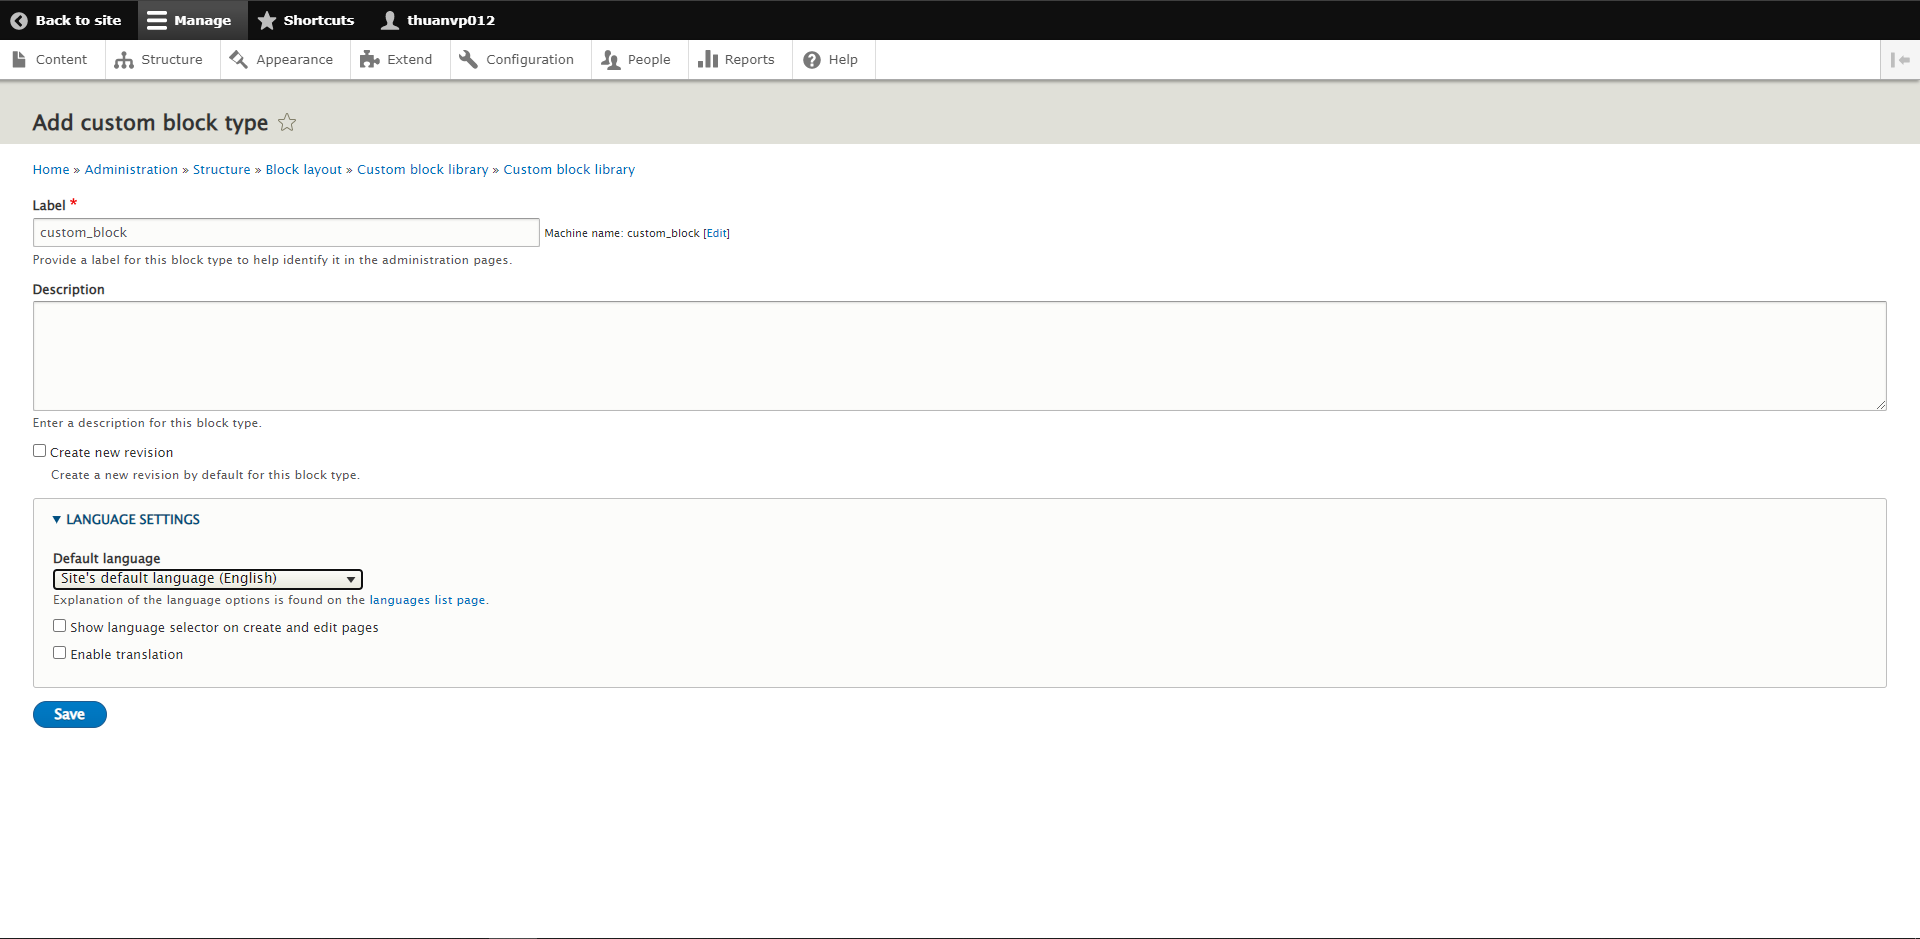 Back to site Manage Shortcuts thuanvp012
Content Structure Appearance Extend Configuration People Reports Help
Add custom block type
Home » Administration » Structure » Block layout » Custom block library » Custom block library
Label *
custom_block Machine name: custom_block [Edit]
Provide a label for this block type to help identify it in the administration pages.
Description
Enter a description for this block type.
Create new revision
Create a new revision by default for this block type.
LANGUAGE SETTINGS
Default language
Site's default language (English)
Explanation of the language options is found on the languages list page.
Show language selector on create and edit pages
Enable translation
Save